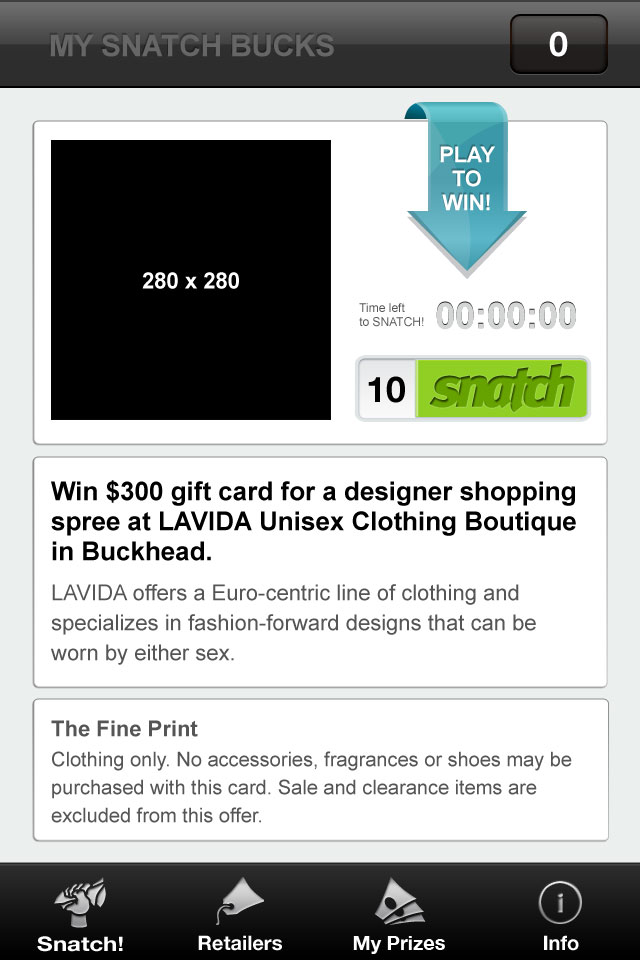 MY SNATCH BUCKS
0
280 x 280
PLAY
TO
WIN!
Time left
to SNATCH!
00:00:00
10
snatch
Win $300 gift card for a designer shopping
spree at LAVIDA Unisex Clothing Boutique
in Buckhead.
LAVIDA offers a Euro-centric line of clothing and
specializes in fashion-forward designs that can be
worn by either sex.
The Fine Print
Clothing only. No accessories, fragrances or shoes may be
purchased with this card. Sale and clearance items are
excluded from this offer.
Snatch!
Retailers
My Prizes
i
Info